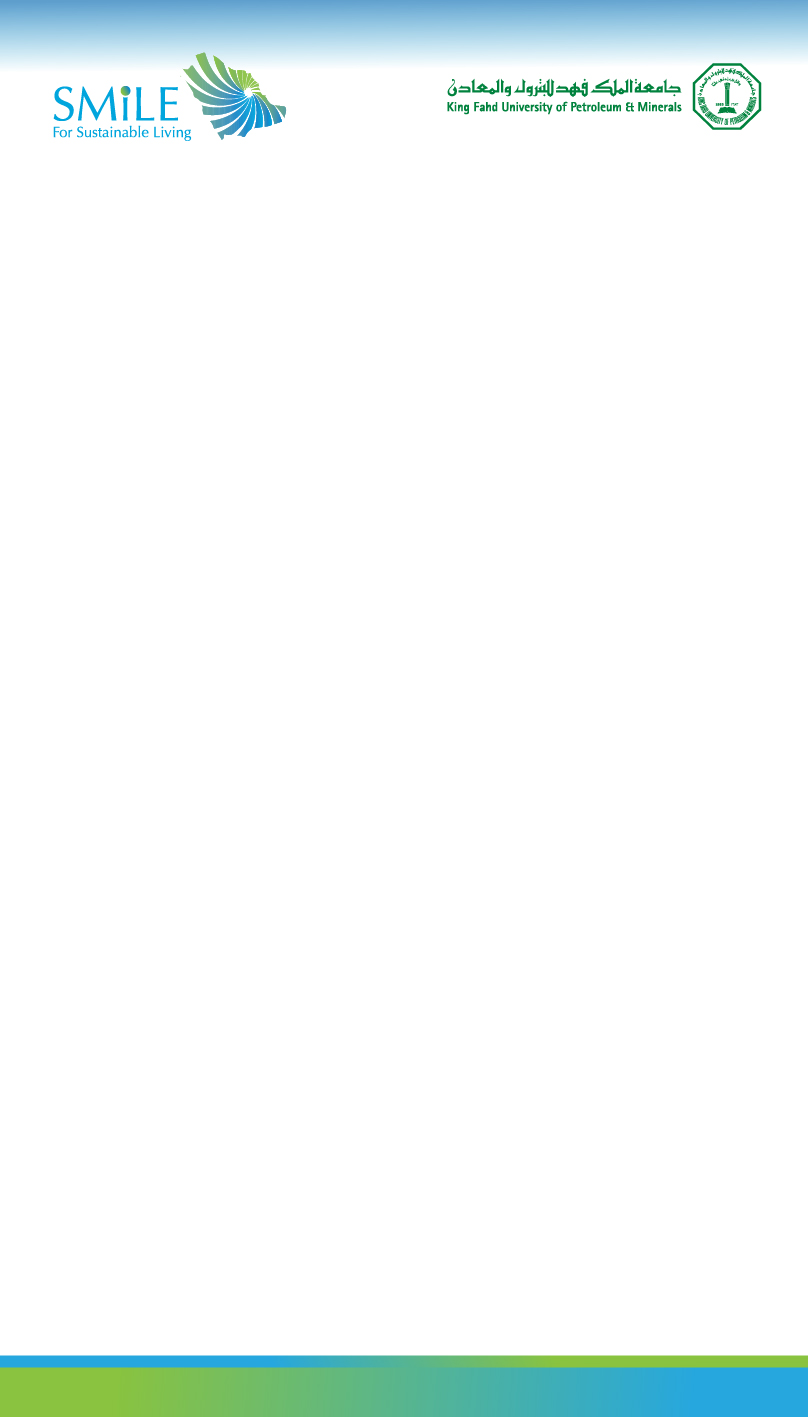 SMiLE
For Sustainable Living
جامعة الملك فهد للبترول والمعادن
King Fahd University of Petroleum & Minerals